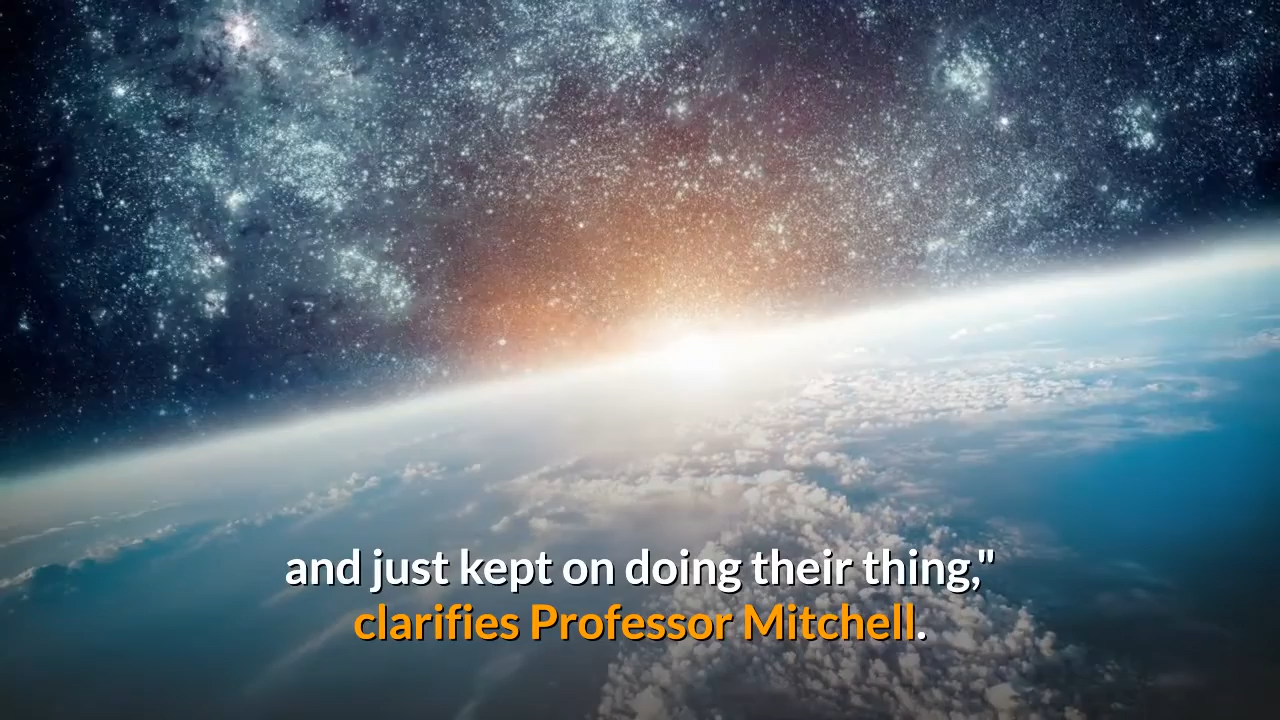 and just kept on doing their thing,"
clarifies Professor Mitchell.